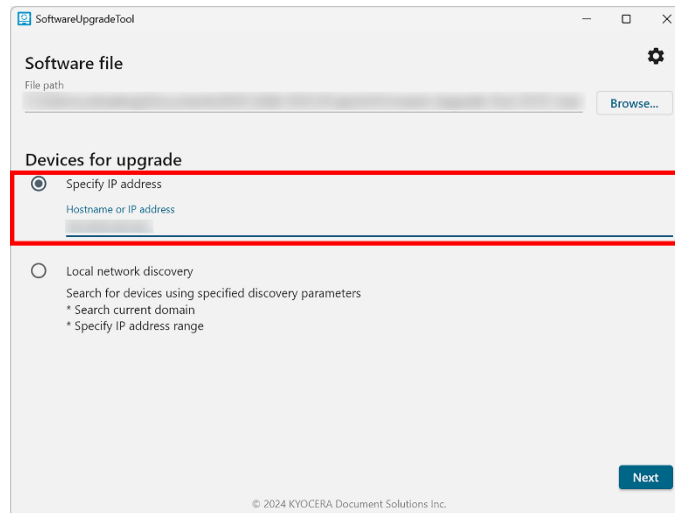 SoftwareUpgradeTool
Software file
File path
Browse...
Devices for upgrade
Specify IP address
Hostname or IP address
Local network discovery
Search for devices using specified discovery parameters
* Search current domain
* Specify IP address range
Next
© 2024 KYOCERA Document Solutions Inc.